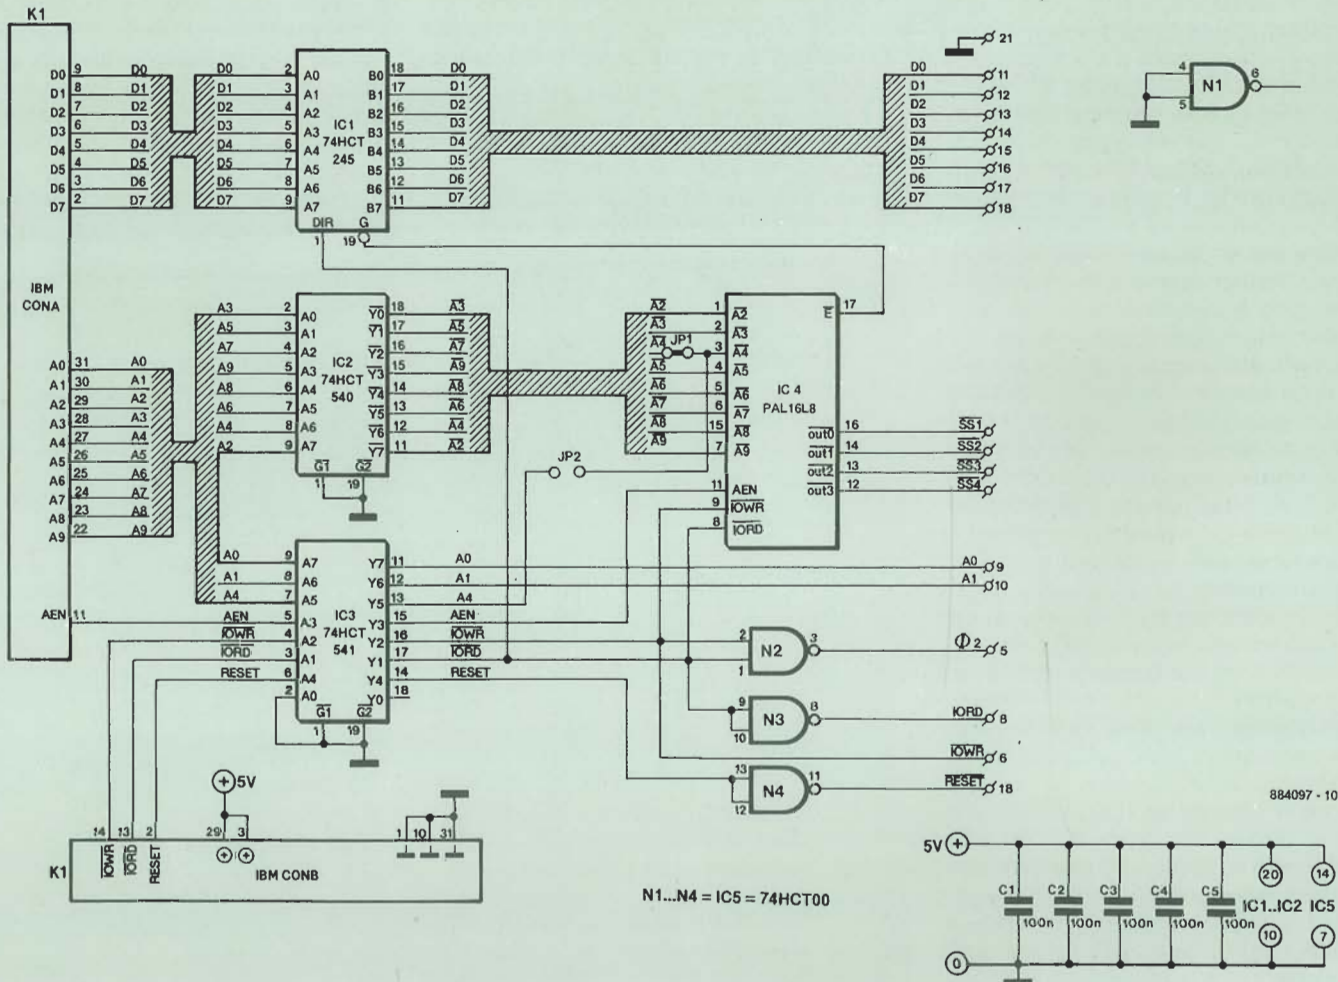 K1
D0 9 D0
D1 8 D1
D2 7 D2
D3 6 D3
D4 5 D4
D5 4 D5
D6 3 D6
D7 2 D7
IBM
CONA
A0 31 A0
A1 30 A1
A2 29 A2
A3 28 A3
A4 27 A4
A5 26 A5
A6 25 A6
A7 24 A7
A8 23 A8
A9 22 A9
AEN 11
D0 2 A0 B0 18 D0
D1 3 A1 B1 17 D1
D2 4 A2 B2 16 D2
D3 5 A3 B3 15 D3
D4 6 A4 B4 14 D4
D5 7 A5 B5 13 D5
D6 8 A6 B6 12 D6
D7 9 A7 B7 11 D7
IC1
74HCT
245
DIR G
1 19
A3 2 A0 Y0 18 A3
A5 3 A1 Y1 17 A5
A7 4 A2 Y2 16 A7
A9 5 A3 Y3 15 A9
A8 6 A4 Y4 14 A8
A6 7 A5 Y5 13 A6
A4 8 A6 Y6 12 A4
A2 9 A7 Y7 11 A2
IC2
74HCT
540
G1 G2
1 19
A0 9 A7 Y7 11 A0
A1 8 A6 Y6 12 A1
A4 7 A5 Y5 13 A4
AEN 5 A3 Y3 15 AEN
IOWR 4 A2 Y2 16 IOWR
IORD 3 A1 Y1 17 IORD
RESET 6 A4 Y4 14 RESET
2 A0 Y0 18
IC3
74HCT
541
G1 G2
1 19
A2 1 A2
A3 2 A3
A4 JP1 3 A4
A5 4 A5
A6 5 A6
A7 6 A7
A8 15 A8
A9 7 A9
11 AEN
9 IOWR
8 IORD
IC 4
PAL16L8
E 17
out0 16 SS1
out1 14 SS2
out2 13 SS3
out3 12 SS4
JP2
21
D0 11
D1 12
D2 13
D3 14
D4 15
D5 16
D6 17
D7 18
4 5 N1 6
A0 9
A1 10
2 1 N2 3 Φ2 5
9 10 N3 8 IORD 8
IOWR 6
13 12 N4 11 RESET 18
884097 - 10
5V
14 13 2 29 3 1 10 31
K1 IOWR IORD RESET IBM CONB
N1...N4 = IC5 = 74HCT00
5V
C1 C2 C3 C4 C5
100n 100n 100n 100n 100n
20 14
IC1..IC2 IC5
10 7
0